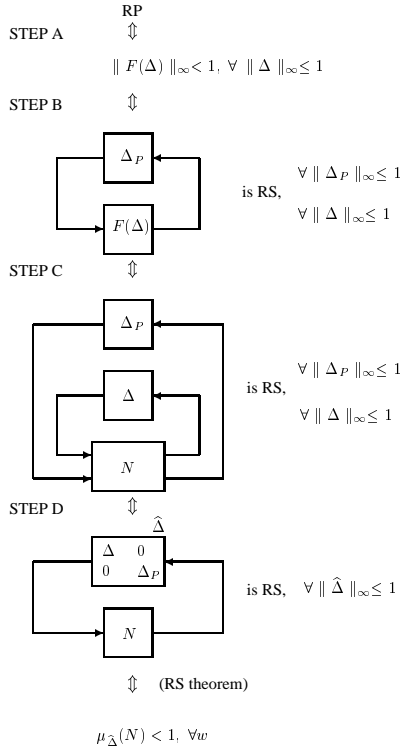 RP
STEP A ⇕
‖ F(Δ) ‖∞< 1, ∀ ‖ Δ ‖∞≤ 1
STEP B ⇕
Δ_P
F(Δ)
is RS,
∀ ‖ Δ_P ‖∞≤ 1
∀ ‖ Δ ‖∞≤ 1
STEP C ⇕
Δ_P
Δ
N
is RS,
∀ ‖ Δ_P ‖∞≤ 1
∀ ‖ Δ ‖∞≤ 1
STEP D ⇕
Δ̂
Δ 0
0 Δ_P
N
is RS, ∀ ‖ Δ̂ ‖∞≤ 1
⇕ (RS theorem)
μ_Δ̂(N) < 1, ∀w